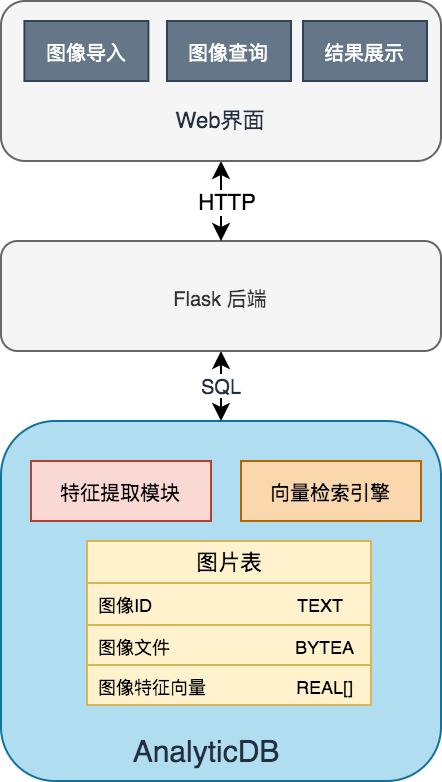 图像导入 图像查询 结果展示
Web界面
HTTP
Flask 后端
SQL
特征提取模块 向量检索引擎
图片表
图像ID TEXT
图像文件 BYTEA
图像特征向量 REAL[]
AnalyticDB